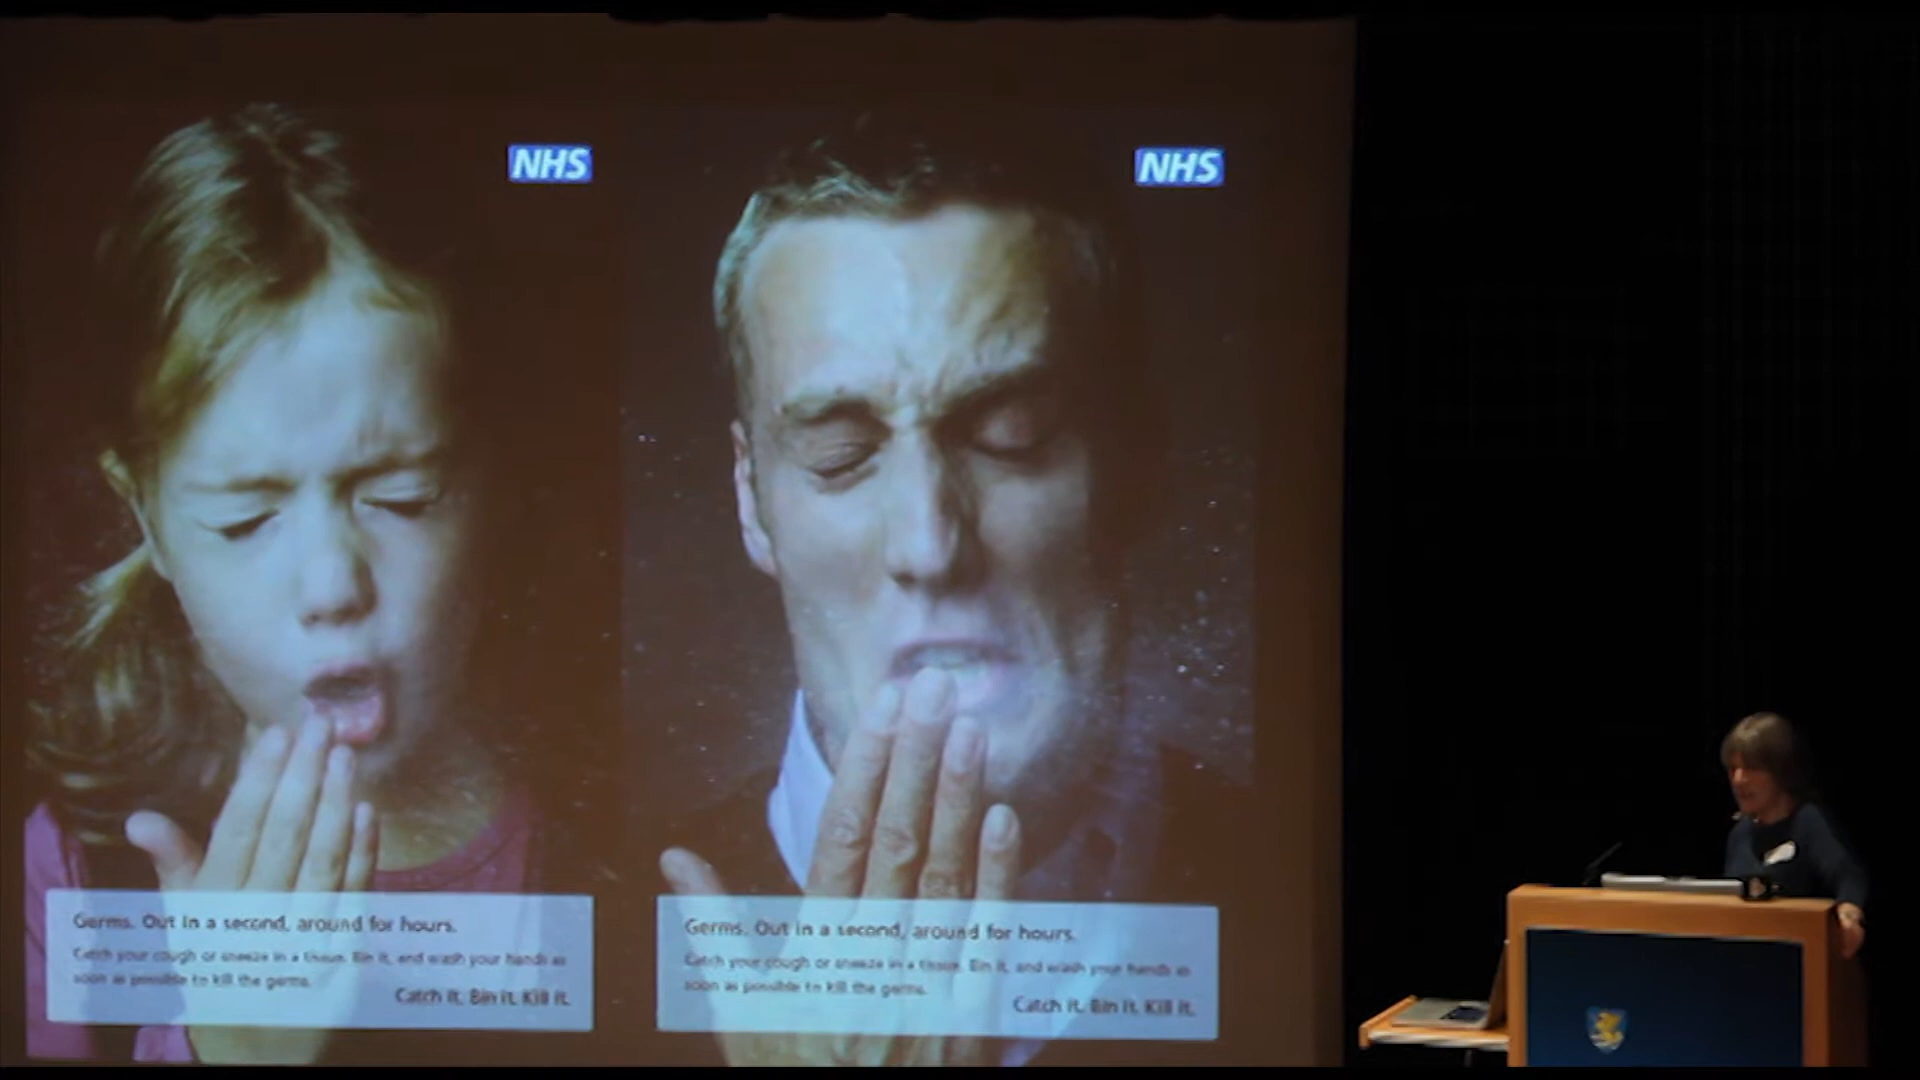 NHS
Germs. Out in a second, around for hours.
Catch your cough or sneeze in a tissue. Bin it, and wash your hands as
soon as possible to kill the germs.
Catch it. Bin it. Kill it.
NHS
Germs. Out in a second, around for hours.
Catch your cough or sneeze in a tissue. Bin it, and wash your hands as
soon as possible to kill the germs.
Catch it. Bin it. Kill it.